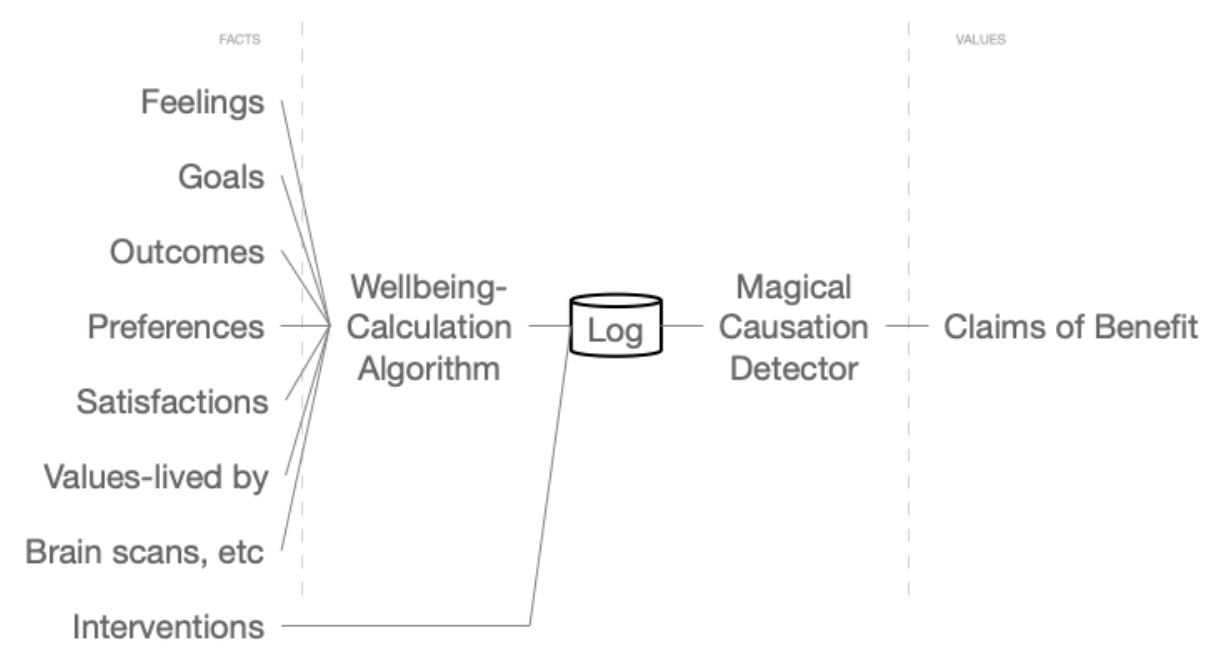 FACTS
VALUES
Feelings
Goals
Outcomes
Preferences
Satisfactions
Values-lived by
Brain scans, etc
Interventions
Wellbeing-
Calculation
Algorithm
Log
Magical
Causation
Detector
Claims of Benefit